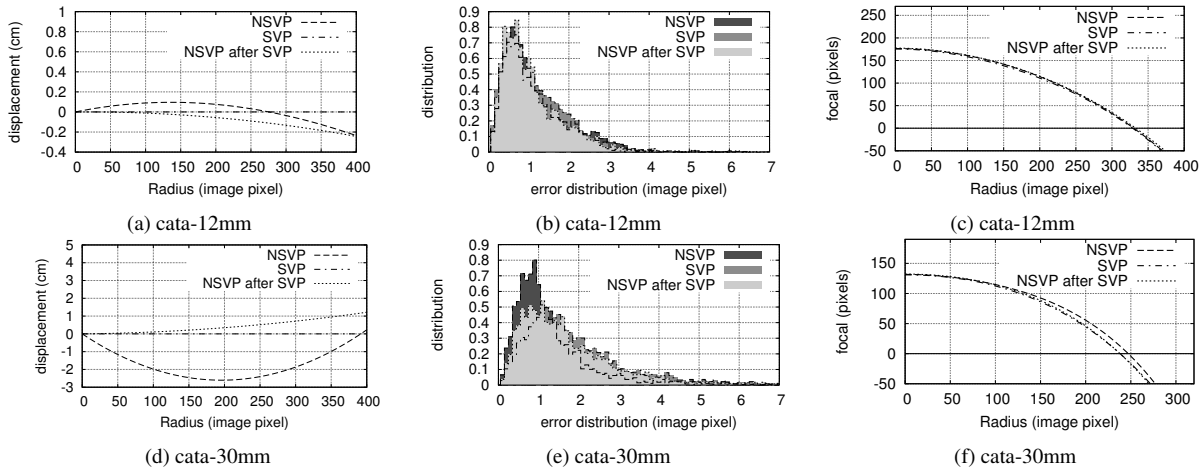 displacement (cm)
1
0.8
0.6
0.4
0.2
0
-0.2
-0.4
NSVP
SVP
NSVP after SVP
0 50 100 150 200 250 300 350 400
Radius (image pixel)
(a) cata-12mm
distribution
0.9
0.8
0.7
0.6
0.5
0.4
0.3
0.2
0.1
0
NSVP
SVP
NSVP after SVP
0 1 2 3 4 5 6 7
error distribution (image pixel)
(b) cata-12mm
focal (pixels)
250
200
150
100
50
0
-50
NSVP
SVP
NSVP after SVP
0 50 100 150 200 250 300 350 400
Radius (image pixel)
(c) cata-12mm
displacement (cm)
5
4
3
2
1
0
-1
-2
-3
NSVP
SVP
NSVP after SVP
0 50 100 150 200 250 300 350 400
Radius (image pixel)
(d) cata-30mm
distribution
0.9
0.8
0.7
0.6
0.5
0.4
0.3
0.2
0.1
0
NSVP
SVP
NSVP after SVP
0 1 2 3 4 5 6 7
error distribution (image pixel)
(e) cata-30mm
focal (pixels)
150
100
50
0
-50
NSVP
SVP
NSVP after SVP
0 50 100 150 200 250 300
Radius (image pixel)
(f) cata-30mm